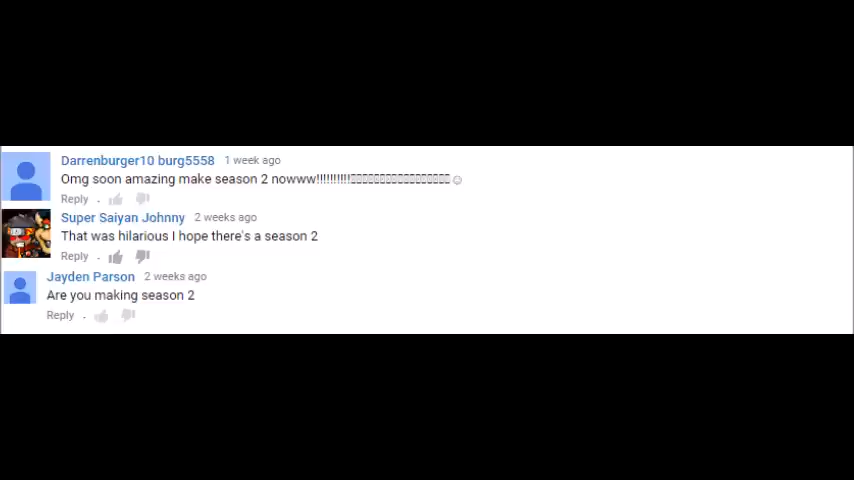 Darrenburger10 burg5558 1 week ago
Omg soon amazing make season 2 nowww!!!!!!!!!!▯▯▯▯▯▯▯▯▯▯▯▯▯▯▯▯▯☺
Reply .
Super Saiyan Johnny 2 weeks ago
That was hilarious I hope there's a season 2
Reply .
Jayden Parson 2 weeks ago
Are you making season 2
Reply .